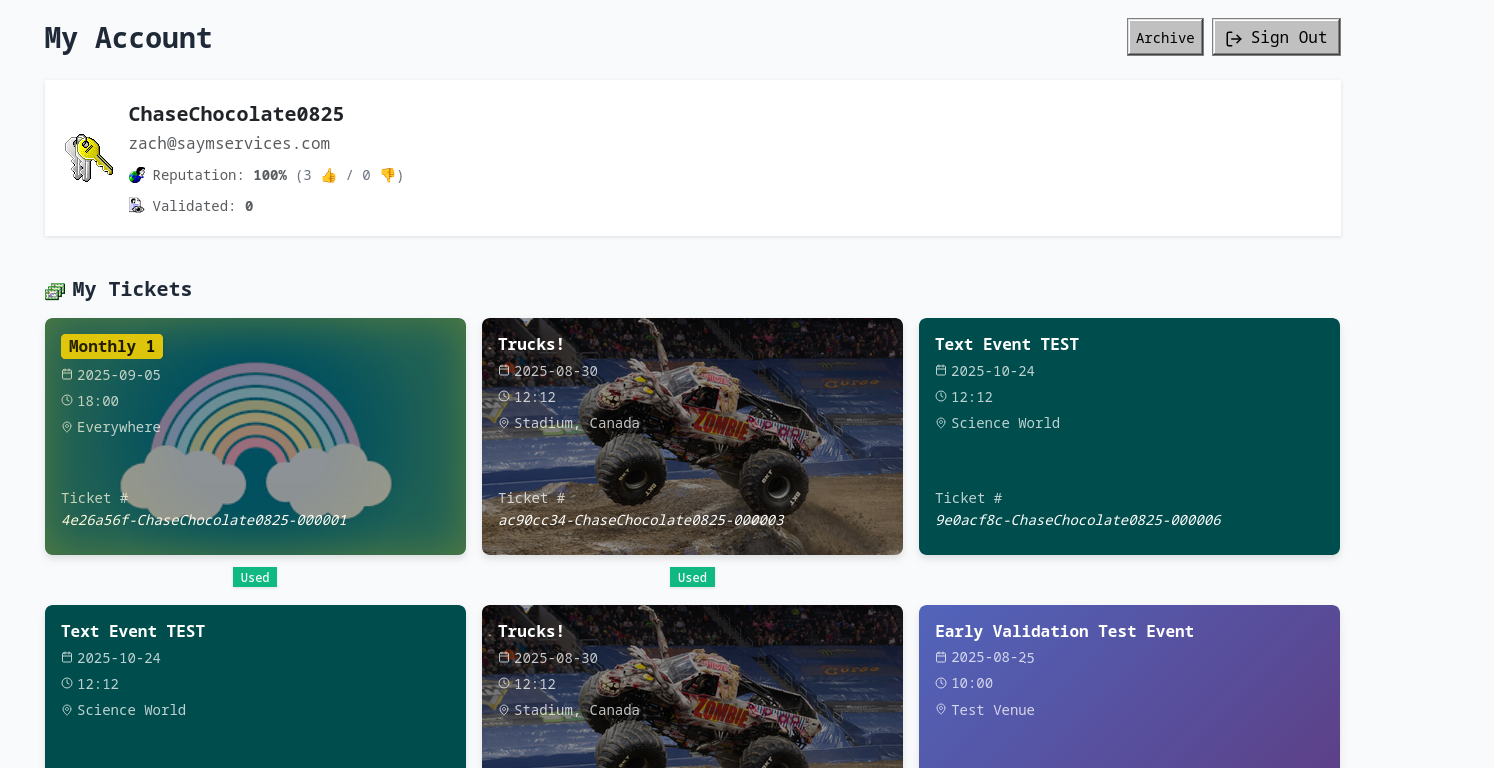 My Account
Archive
Sign Out
ChaseChocolate0825
zach@saymservices.com
Reputation: 100% (3 👍 / 0 👎)
Validated: 0
My Tickets
Monthly 1
2025-09-05
18:00
Everywhere
Ticket #
4e26a56f-ChaseChocolate0825-000001
Used
Trucks!
2025-08-30
12:12
Stadium, Canada
ZOMBIE
Ticket #
ac90cc34-ChaseChocolate0825-000003
Used
Text Event TEST
2025-10-24
12:12
Science World
Ticket #
9e0acf8c-ChaseChocolate0825-000006
Text Event TEST
2025-10-24
12:12
Science World
Trucks!
2025-08-30
12:12
Stadium, Canada
ZOMBIE
Early Validation Test Event
2025-08-25
10:00
Test Venue